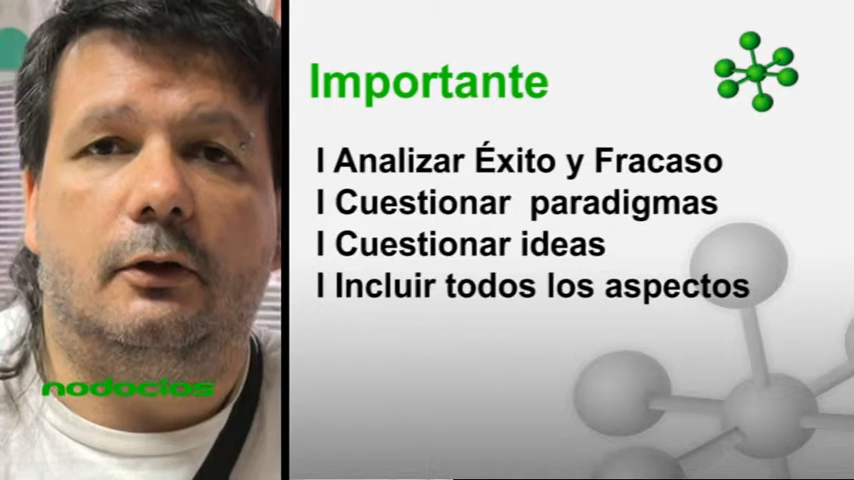 Importante
I Analizar Éxito y Fracaso
I Cuestionar  paradigmas
I Cuestionar ideas
I Incluir todos los aspectos
nodocios